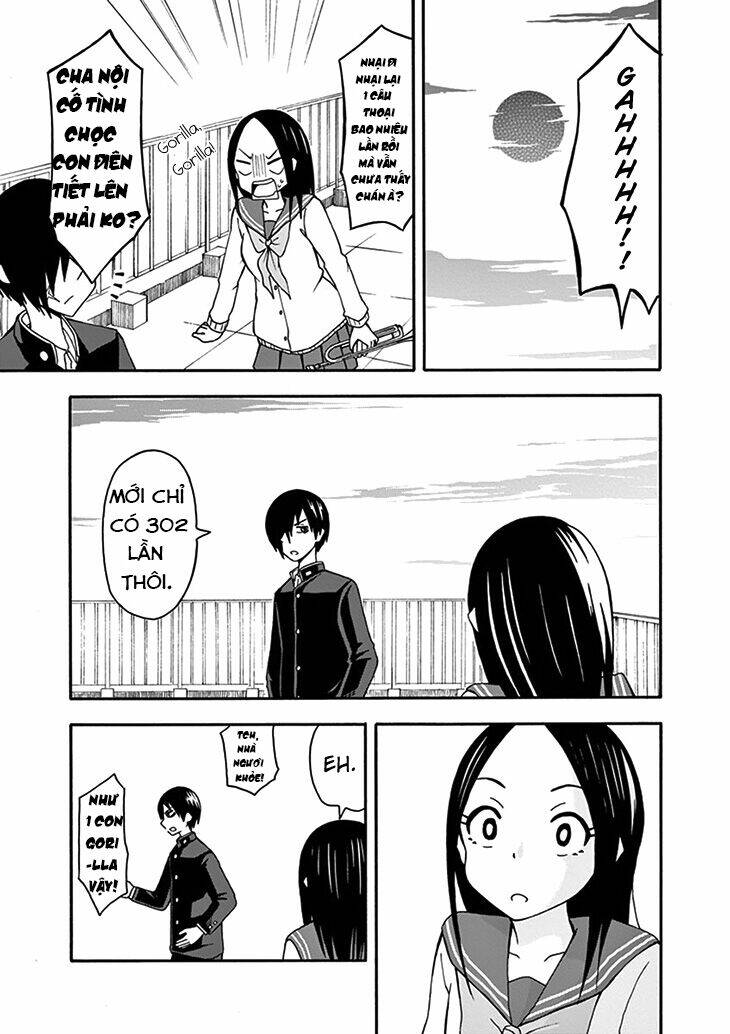 GAHHHHH!!
NHẠI ĐI
NHẠI LẠI
1 CÂU
THOẠI
BAO NHIÊU
LẦN RỒI
MÀ VẪN
CHƯA THẤY
CHÁN À?
Gorilla,
Gorilla!
CHA NỘI
CỐ TÌNH
CHỌC
CON ĐIÊN
TIẾT LÊN
PHẢI KO?
MỚI CHỈ
CÓ 302
LẦN
THÔI.
EH.
TCH,
NHÀ
NGƯƠI
KHỎE!
NHƯ
1 CON
GORI
-LLA
VẬY!